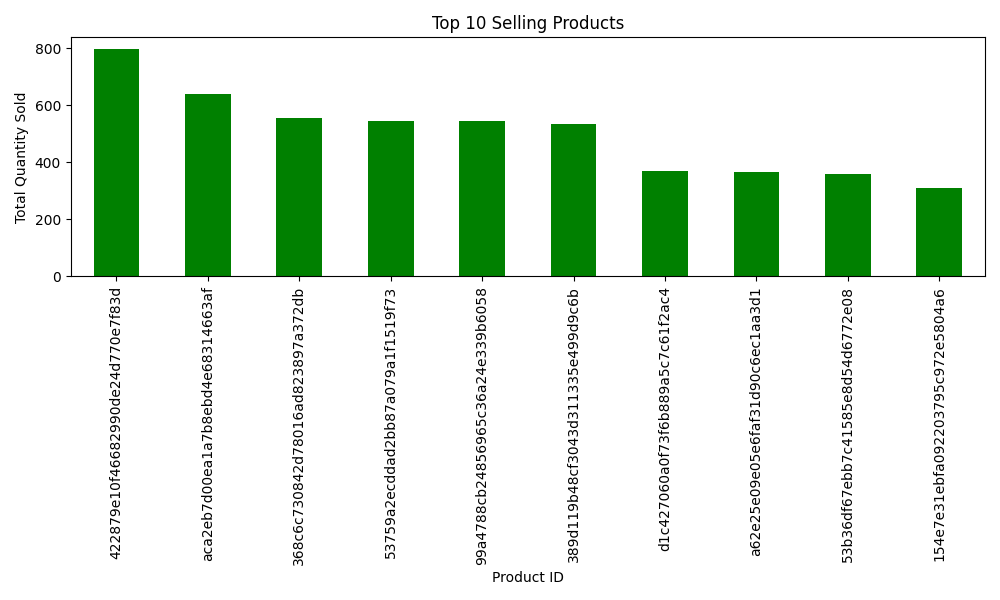 Top 10 Selling Products
Total Quantity Sold
800
600
400
200
0
422879e10f46682990de24d770e7f83d
aca2eb7d00ea1a7b8ebd4e68314663af
368c6c730842d78016ad823897a372db
53759a2ecddad2bb87a079a1f1519f73
99a4788cb24856965c36a24e339b6058
389d119b48cf3043d311335e499d9c6b
d1c427060a0f73f6b889a5c7c61f2ac4
a62e25e09e05e6faf31d90c6ec1aa3d1
53b36df67ebb7c41585e8d54d6772e08
154e7e31ebfa092203795c972e5804a6
Product ID